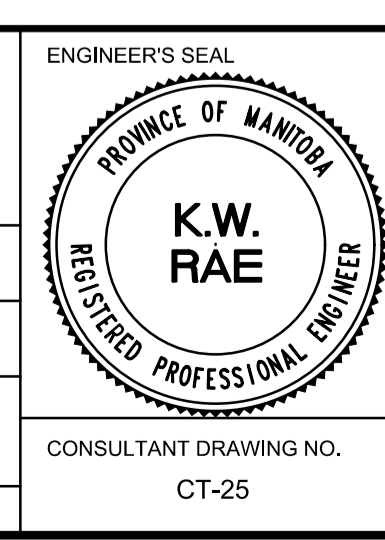 ENGINEER'S SEAL
PROVINCE OF MANITOBA
K.W.
RAE
REGISTERED PROFESSIONAL ENGINEER
CONSULTANT DRAWING NO.
CT-25